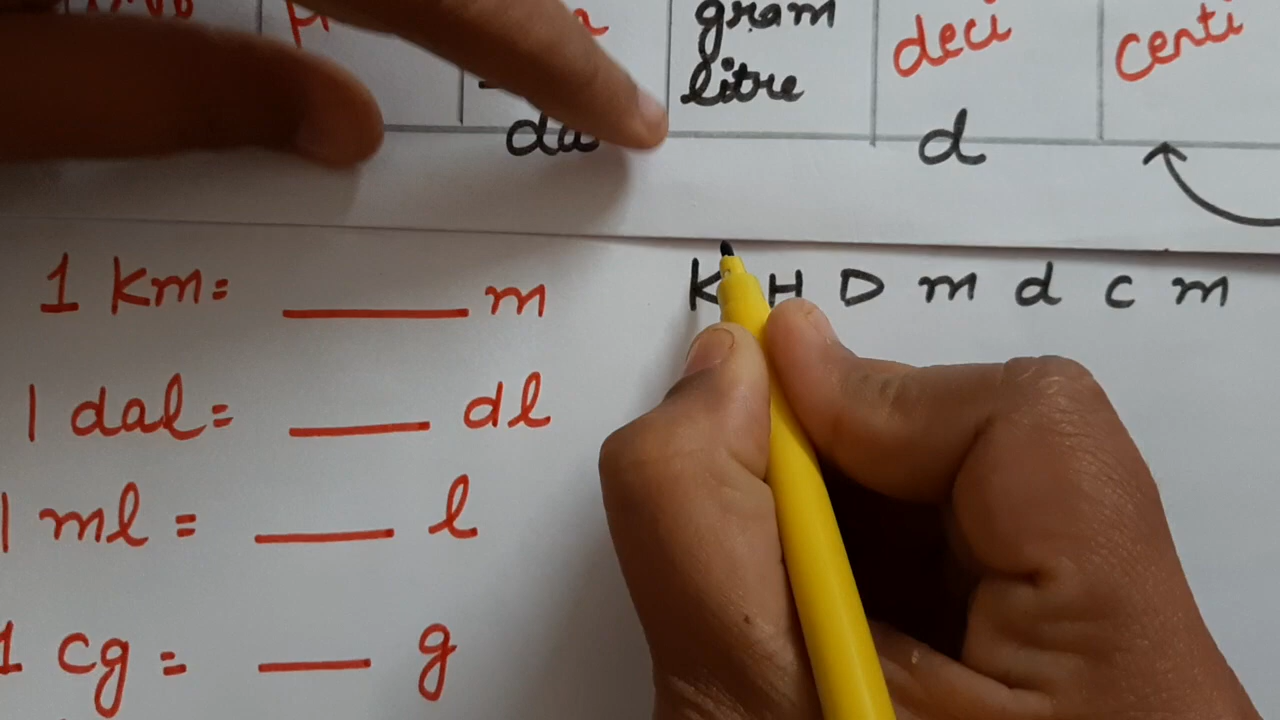 gram deci centi
litre
da d
1 km = ____ m K H D m d c m
1 dal = ____ dl
1 ml = ____ l
1 cg = ____ g